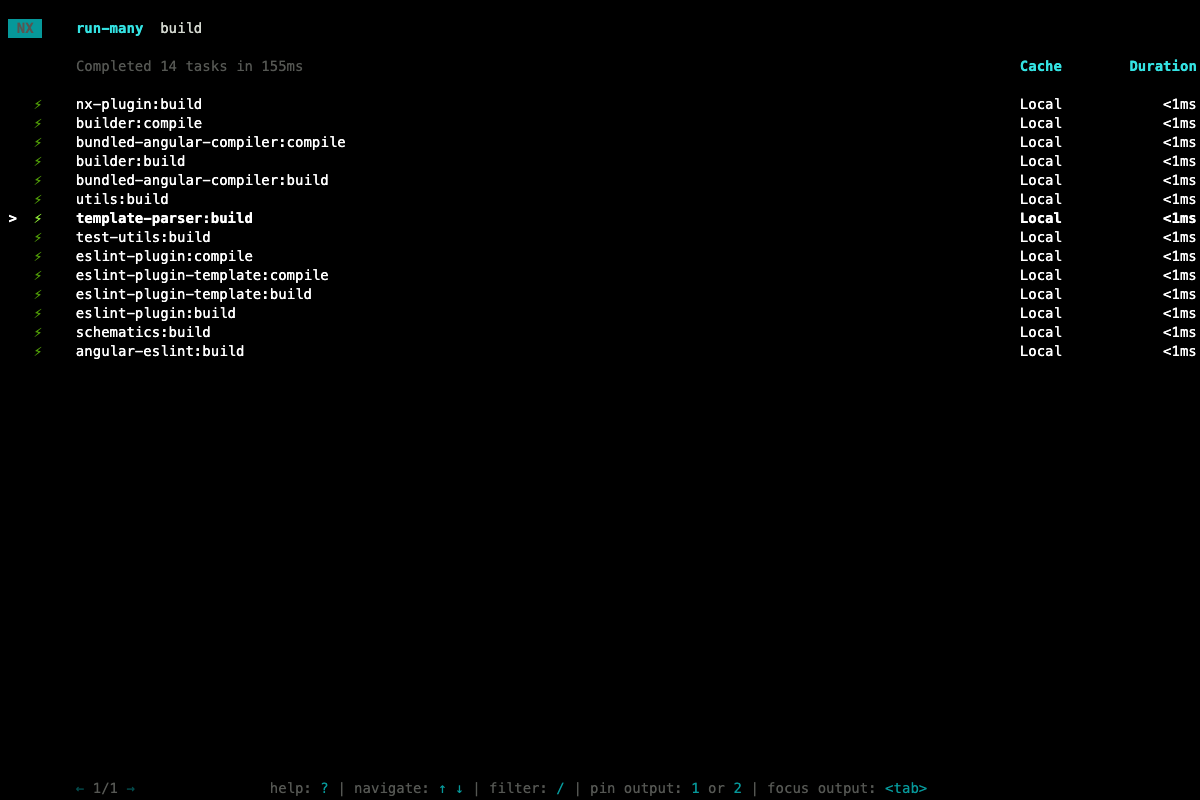 NX run-many build
Completed 14 tasks in 155ms Cache Duration
⚡ nx-plugin:build Local <1ms
⚡ builder:compile Local <1ms
⚡ bundled-angular-compiler:compile Local <1ms
⚡ builder:build Local <1ms
⚡ bundled-angular-compiler:build Local <1ms
⚡ utils:build Local <1ms
> ⚡ template-parser:build Local <1ms
⚡ test-utils:build Local <1ms
⚡ eslint-plugin:compile Local <1ms
⚡ eslint-plugin-template:compile Local <1ms
⚡ eslint-plugin-template:build Local <1ms
⚡ eslint-plugin:build Local <1ms
⚡ schematics:build Local <1ms
⚡ angular-eslint:build Local <1ms
← 1/1 → help: ? | navigate: ↑ ↓ | filter: / | pin output: 1 or 2 | focus output: <tab>